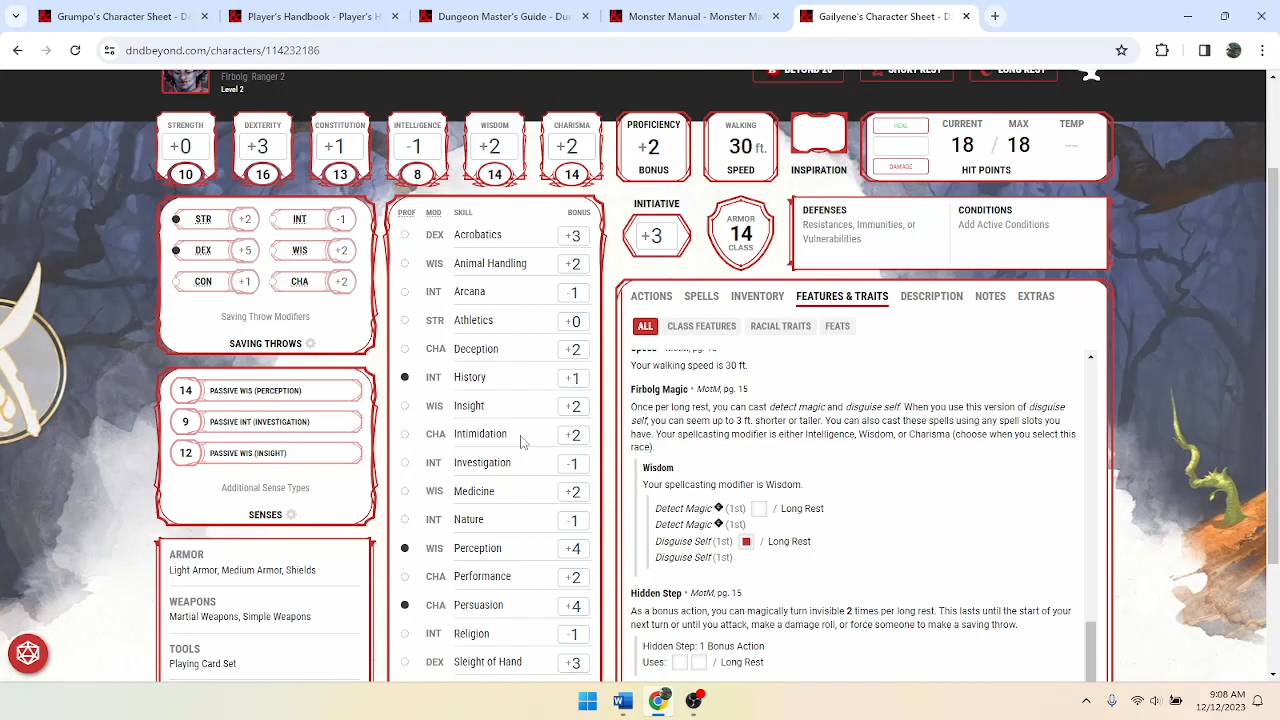 Character Sheet - D
Player's Handbook - Player's H
Dungeon Master's Guide - Du
Monster Manual - Monster Ma
Gailyene's Character Sheet - D
dndbeyond.com/characters/114232186
Firbolg Ranger 2
Level 2
BEYOND 20
SHORT REST
LONG REST
STRENGTH
+0
10
DEXTERITY
+3
16
CONSTITUTION
+1
13
INTELLIGENCE
-1
8
WISDOM
+2
14
CHARISMA
+2
14
PROFICIENCY
+2
BONUS
WALKING
30 ft.
SPEED
INSPIRATION
HEAL
DAMAGE
CURRENT MAX TEMP
18 / 18 --
HIT POINTS
STR +2 INT -1
DEX +5 WIS +2
CON +1 CHA +2
Saving Throw Modifiers
SAVING THROWS
14 PASSIVE WIS (PERCEPTION)
9 PASSIVE INT (INVESTIGATION)
12 PASSIVE WIS (INSIGHT)
Additional Sense Types
SENSES
ARMOR
Light Armor, Medium Armor, Shields
WEAPONS
Martial Weapons, Simple Weapons
TOOLS
Playing Card Set
PROF MOD SKILL BONUS
DEX Acrobatics +3
WIS Animal Handling +2
INT Arcana -1
STR Athletics +0
CHA Deception +2
INT History +1
WIS Insight +2
CHA Intimidation +2
INT Investigation -1
WIS Medicine +2
INT Nature -1
WIS Perception +4
CHA Performance +2
CHA Persuasion +4
INT Religion -1
DEX Sleight of Hand +3
INITIATIVE
+3
ARMOR
14
CLASS
DEFENSES
Resistances, Immunities, or
Vulnerabilities
CONDITIONS
Add Active Conditions
ACTIONS SPELLS INVENTORY FEATURES & TRAITS DESCRIPTION NOTES EXTRAS
ALL CLASS FEATURES RACIAL TRAITS FEATS
Speed • MotM, pg. 15
Your walking speed is 30 ft.
Firbolg Magic • MotM, pg. 15
Once per long rest, you can cast detect magic and disguise self. When you use this version of disguise
self, you can seem up to 3 ft. shorter or taller. You can also cast these spells using any spell slots you
have. Your spellcasting modifier is either Intelligence, Wisdom, or Charisma (choose when you select this
race).
Wisdom
Your spellcasting modifier is Wisdom.
Detect Magic (1st) / Long Rest
Detect Magic (1st)
Disguise Self (1st) / Long Rest
Disguise Self (1st)
Hidden Step • MotM, pg. 15
As a bonus action, you can magically turn invisible 2 times per long rest. This lasts until the start of your
next turn or until you attack, make a damage roll, or force someone to make a saving throw.
Hidden Step: 1 Bonus Action
Uses: / Long Rest
9:08 AM
12/12/2023